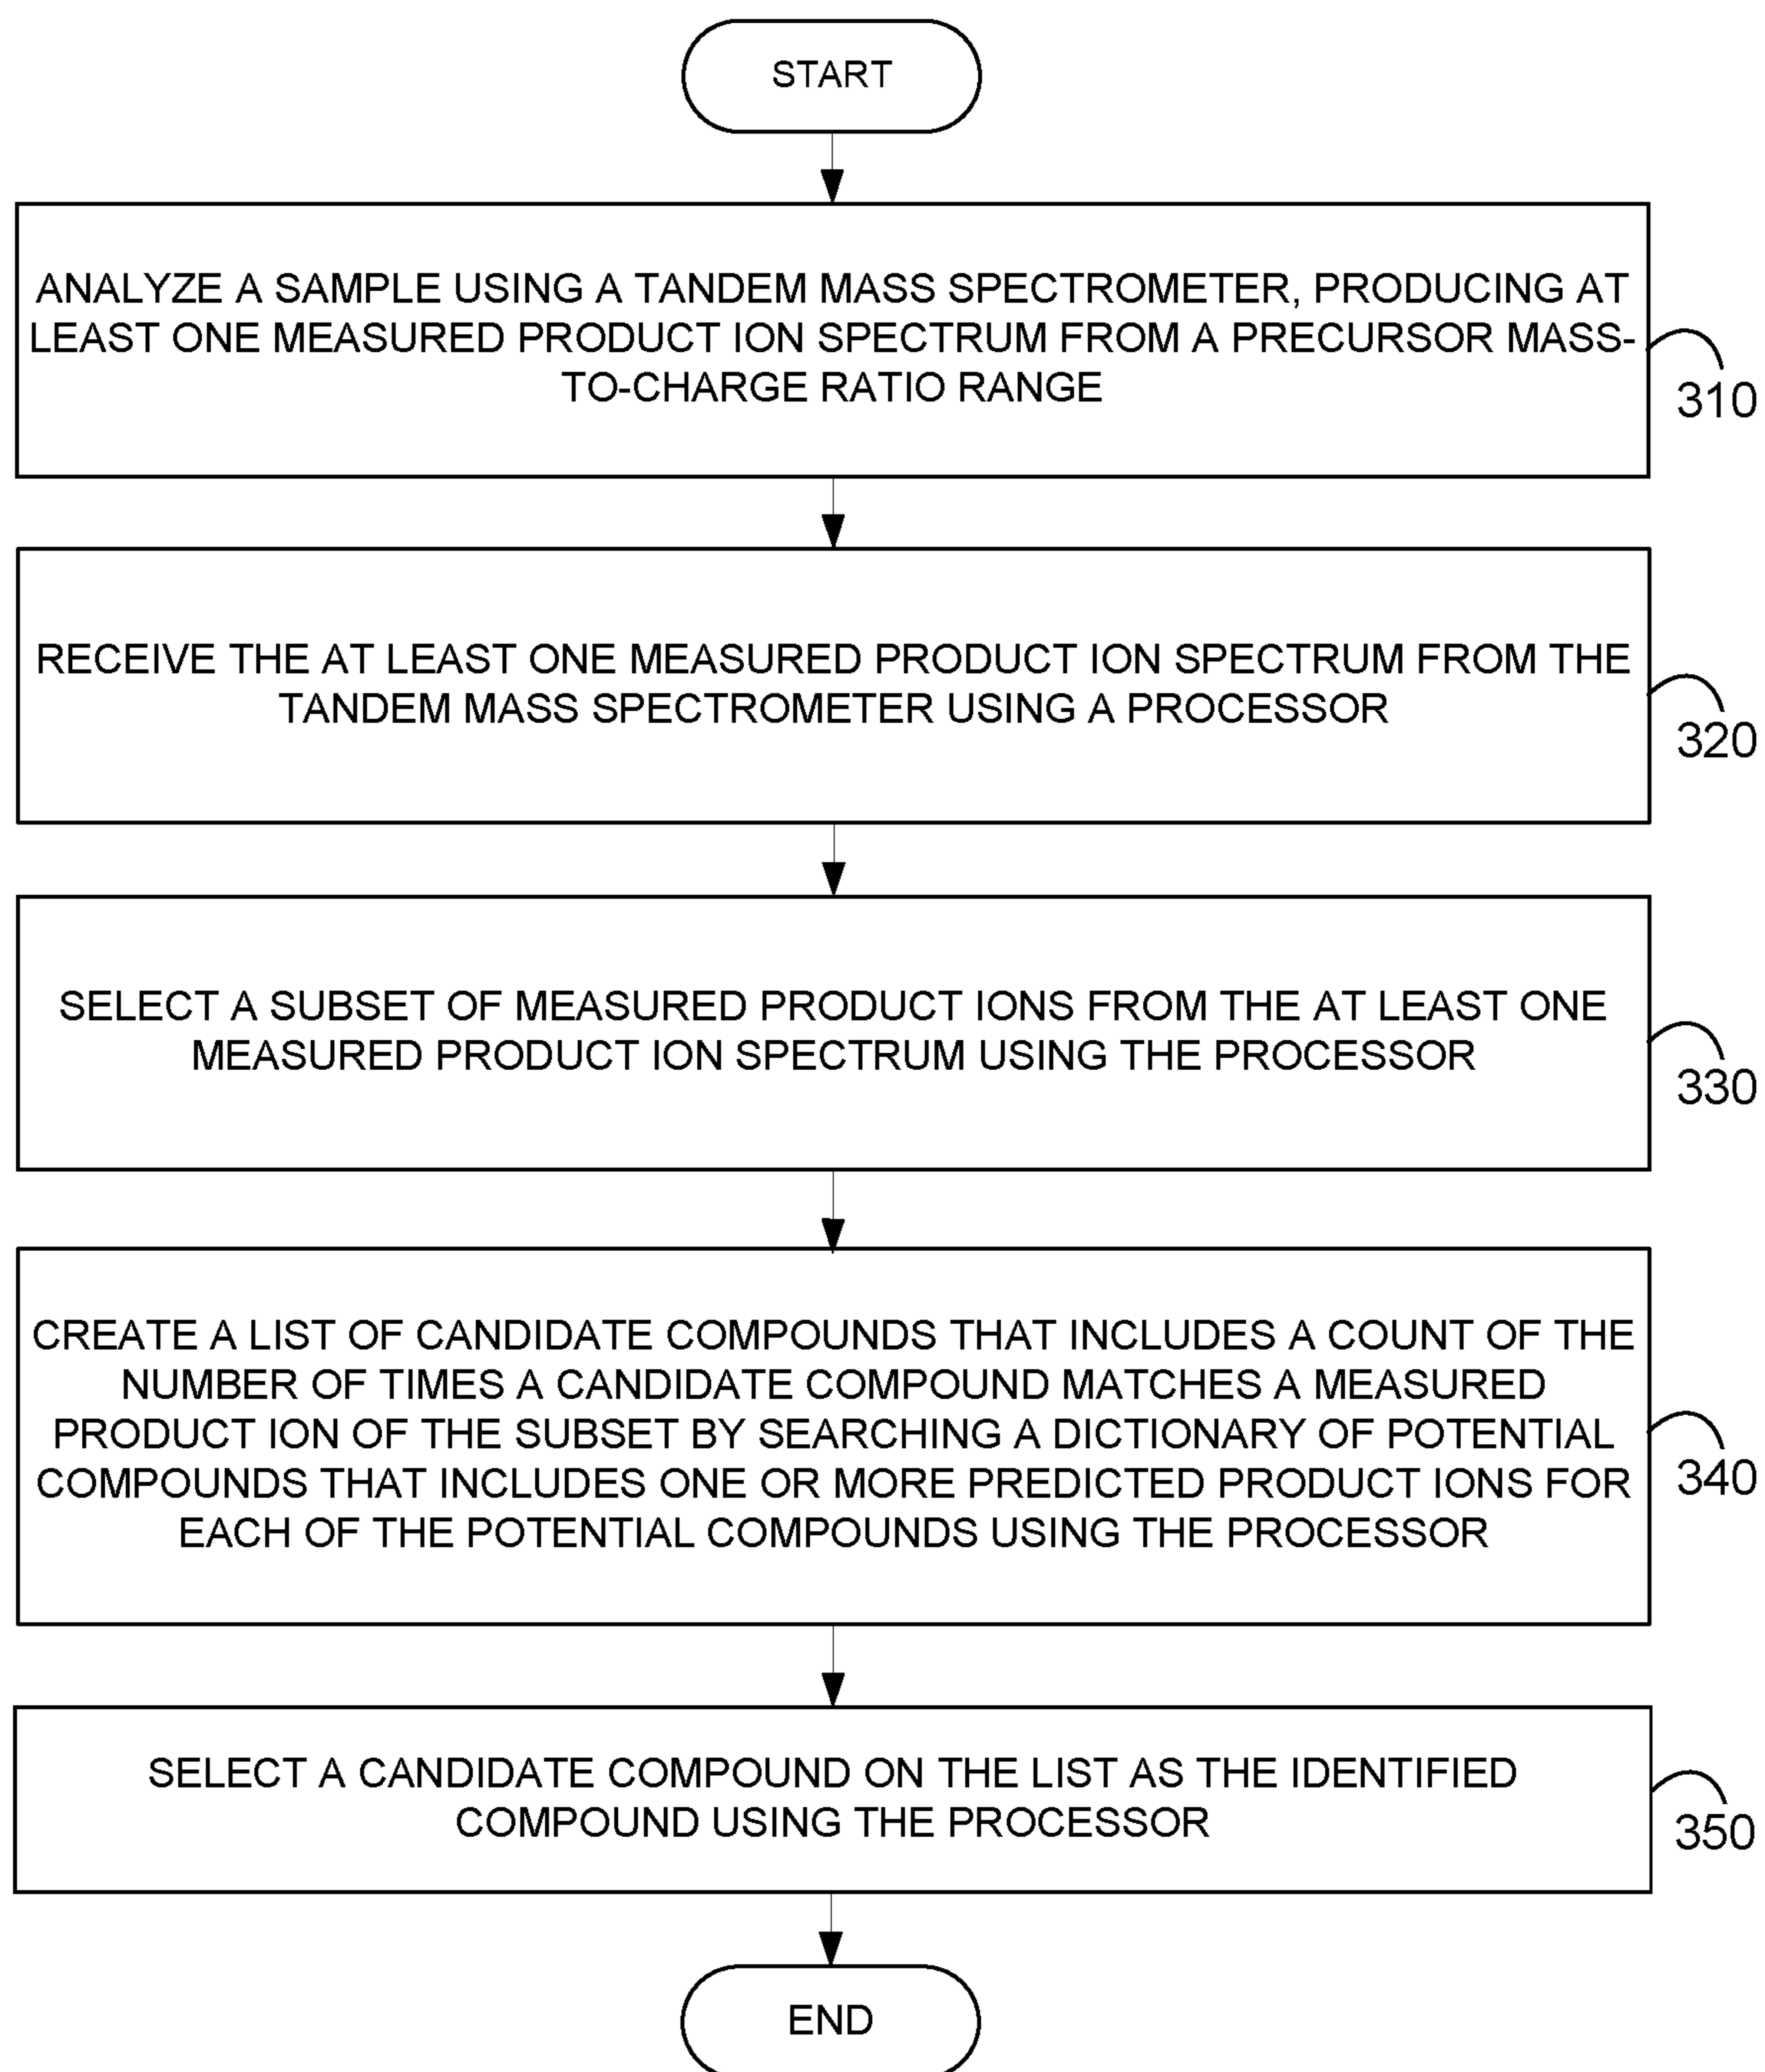 START
ANALYZE A SAMPLE USING A TANDEM MASS SPECTROMETER, PRODUCING AT
LEAST ONE MEASURED PRODUCT ION SPECTRUM FROM A PRECURSOR MASS-
TO-CHARGE RATIO RANGE
310
RECEIVE THE AT LEAST ONE MEASURED PRODUCT ION SPECTRUM FROM THE
TANDEM MASS SPECTROMETER USING A PROCESSOR
320
SELECT A SUBSET OF MEASURED PRODUCT IONS FROM THE AT LEAST ONE
MEASURED PRODUCT ION SPECTRUM USING THE PROCESSOR
330
CREATE A LIST OF CANDIDATE COMPOUNDS THAT INCLUDES A COUNT OF THE
NUMBER OF TIMES A CANDIDATE COMPOUND MATCHES A MEASURED
PRODUCT ION OF THE SUBSET BY SEARCHING A DICTIONARY OF POTENTIAL
COMPOUNDS THAT INCLUDES ONE OR MORE PREDICTED PRODUCT IONS FOR
EACH OF THE POTENTIAL COMPOUNDS USING THE PROCESSOR
340
SELECT A CANDIDATE COMPOUND ON THE LIST AS THE IDENTIFIED
COMPOUND USING THE PROCESSOR
350
END